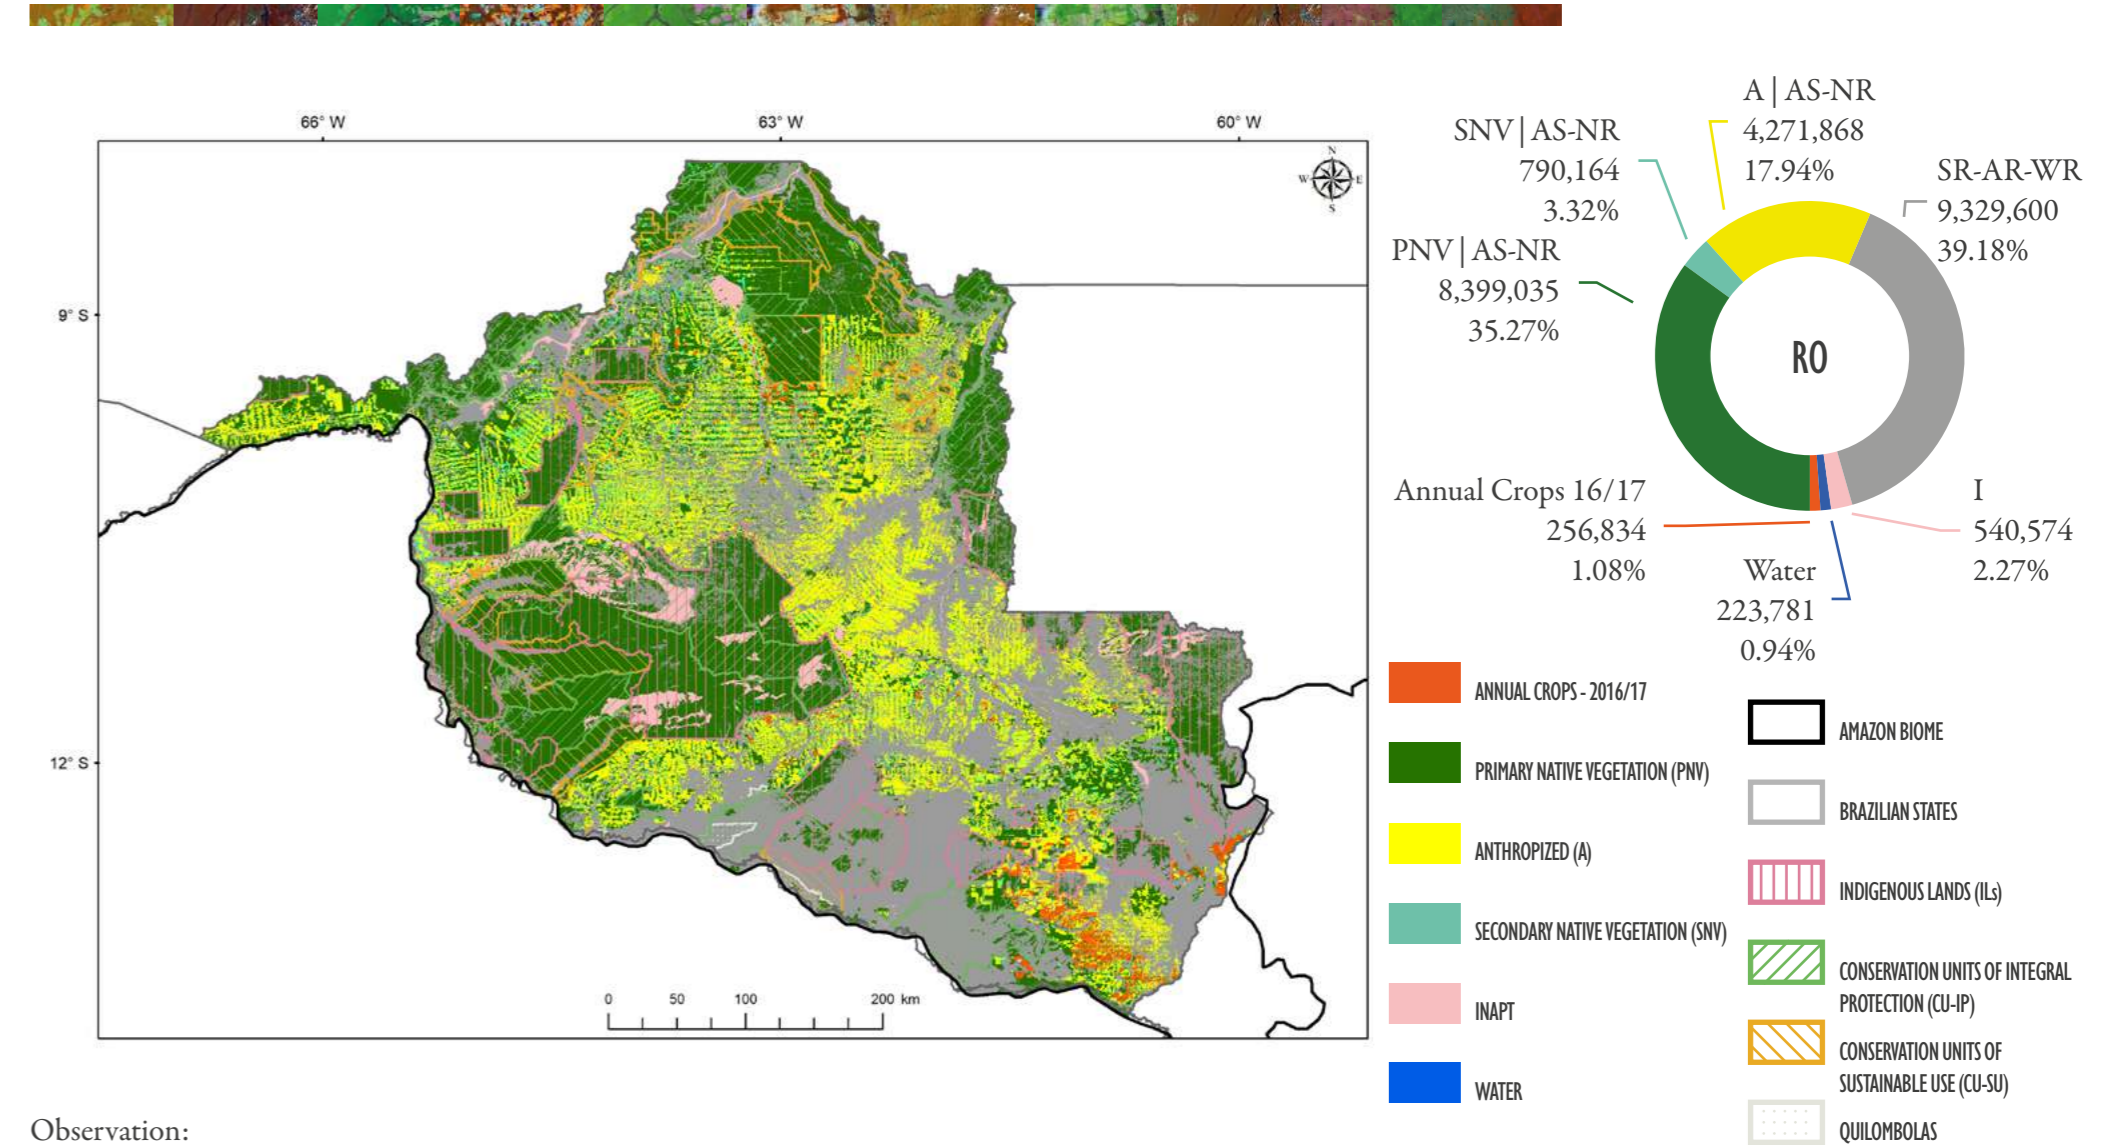 66° W
63° W
60° W
9° S
12° S
N
W
E
S
0 50 100 200 km
A | AS-NR
4,271,868
17.94%
SNV | AS-NR
790,164
3.32%
SR-AR-WR
9,329,600
39.18%
PNV | AS-NR
8,399,035
35.27%
RO
Annual Crops 16/17
256,834
1.08%
Water
223,781
0.94%
I
540,574
2.27%
ANNUAL CROPS - 2016/17
PRIMARY NATIVE VEGETATION (PNV)
ANTHROPIZED (A)
SECONDARY NATIVE VEGETATION (SNV)
INAPT
WATER
AMAZON BIOME
BRAZILIAN STATES
INDIGENOUS LANDS (ILs)
CONSERVATION UNITS OF INTEGRAL
PROTECTION (CU-IP)
CONSERVATION UNITS OF
SUSTAINABLE USE (CU-SU)
QUILOMBOLAS
Observation: